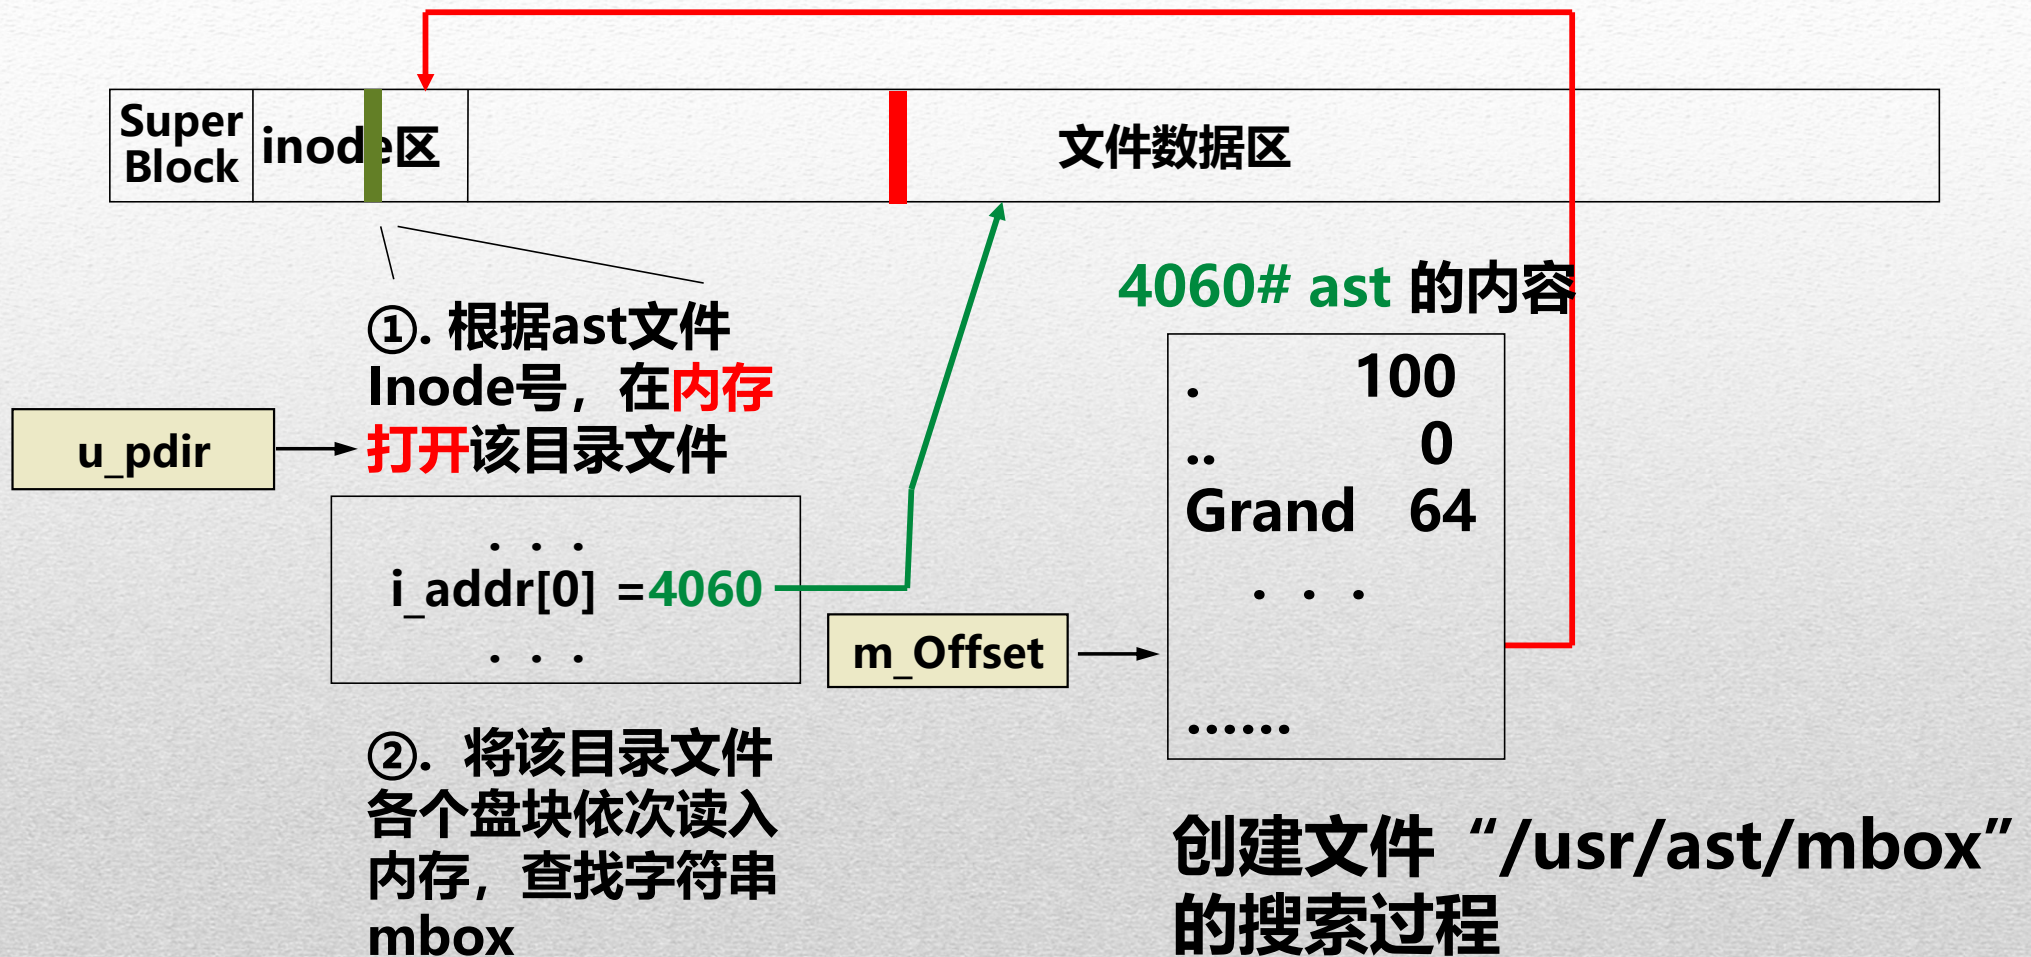 Super
Block
inode区
文件数据区
4060# ast 的内容
①. 根据ast文件
Inode号，在内存
打开该目录文件
u_pdir
. . .
i_addr[0] =4060
. . .
m_Offset
. 100
.. 0
Grand 64
. . .
......
②. 将该目录文件
各个盘块依次读入
内存，查找字符串
mbox
创建文件“/usr/ast/mbox”
的搜索过程